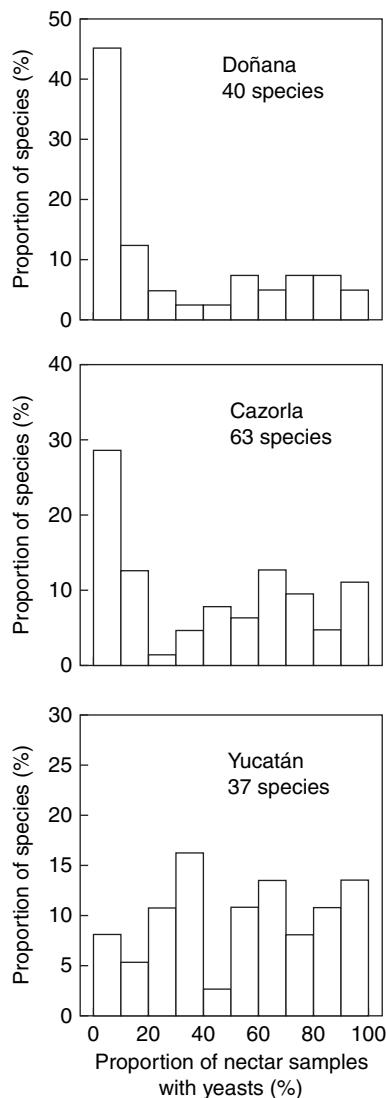 50
40
30
20
10
0
Proportion of species (%)
Doñana
40 species
40
30
20
10
0
Proportion of species (%)
Cazorla
63 species
30
25
20
15
10
5
0
Proportion of species (%)
Yucatán
37 species
0 20 40 60 80 100
Proportion of nectar samples
with yeasts (%)